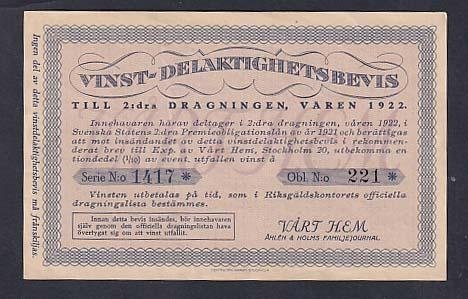 VINST-DELAKTIGHETSBEVIS
TILL 2:dra DRAGNINGEN, VÅREN 1922.
Innehavaren härav deltager i 2:dra dragningen, våren 1922, i
Svenska Statens 2:dra Premieobligationslån av år 1921 och berättigas
att mot insändandet av detta vinstdelaktighetsbevis i rekommen-
derat brev till Exp. av Vårt Hem, Stockholm 20, utbekomma en
tiondedel (1/10) av event. utfallen vinst å
Serie N:o 1417 * Obl. N:o 221 *
Vinsten utbetalas på tid, som i Riksgäldskontorets officiella
dragningslista bestämmes.
Innan detta bevis insändes, bör innehavaren
själv genom den officiella dragningslistan hava
övertygat sig om att vinst utfallit.
VÅRT HEM
ÅHLÉN & HOLMS FAMILJEJOURNAL.
Ingen del av detta vinstdelaktighetsbevis må frånskiljas.